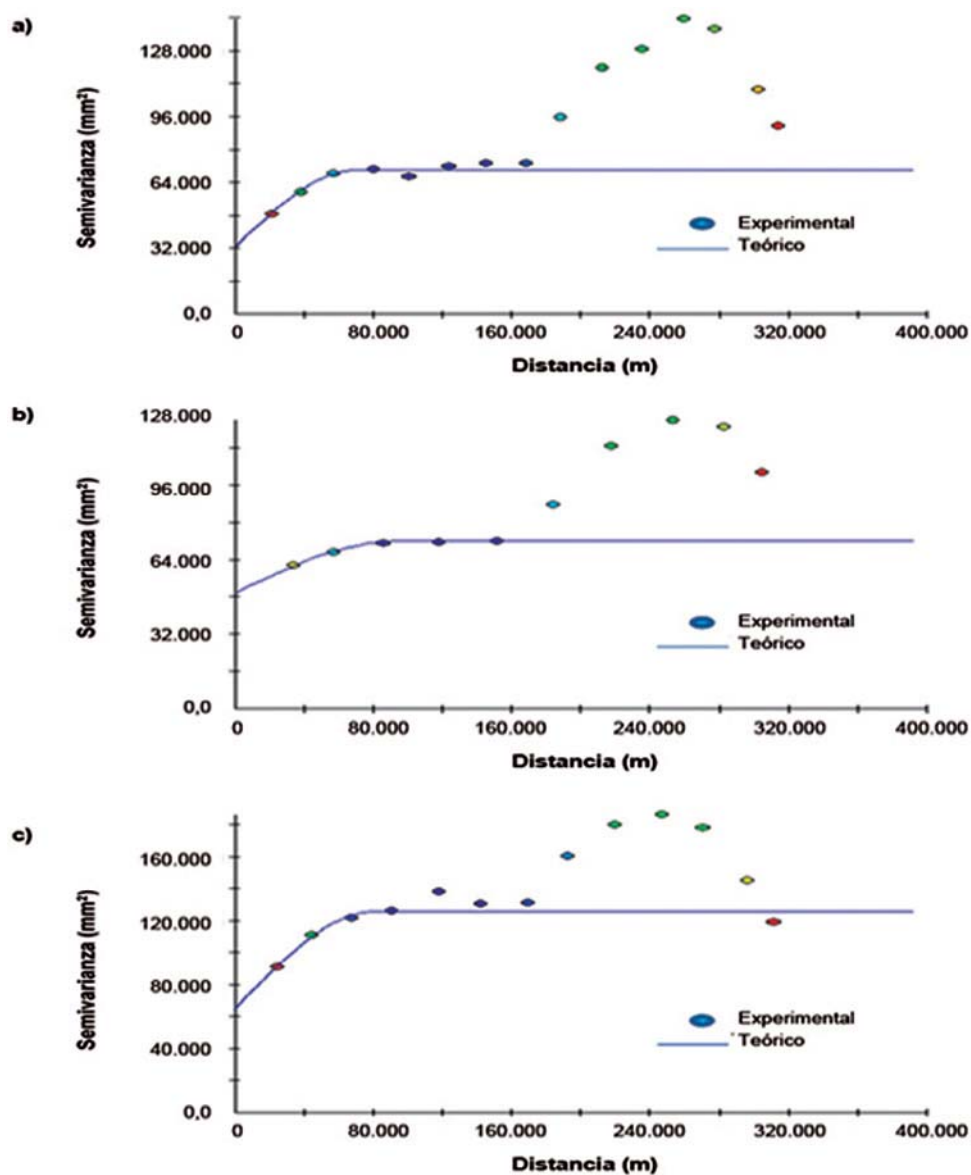 a)
Semivarianza (mm²)
128.000
96.000
64.000
32.000
0,0
Experimental
Teórico
0 80.000 160.000 240.000 320.000 400.000
Distancia (m)
b)
Semivarianza (mm²)
128.000
96.000
64.000
32.000
0,0
Experimental
Teórico
0 80.000 160.000 240.000 320.000 400.000
Distancia (m)
c)
Semivarianza (mm²)
160.000
120.000
80.000
40.000
0,0
Experimental
Teórico
0 80.000 160.000 240.000 320.000 400.000
Distancia (m)